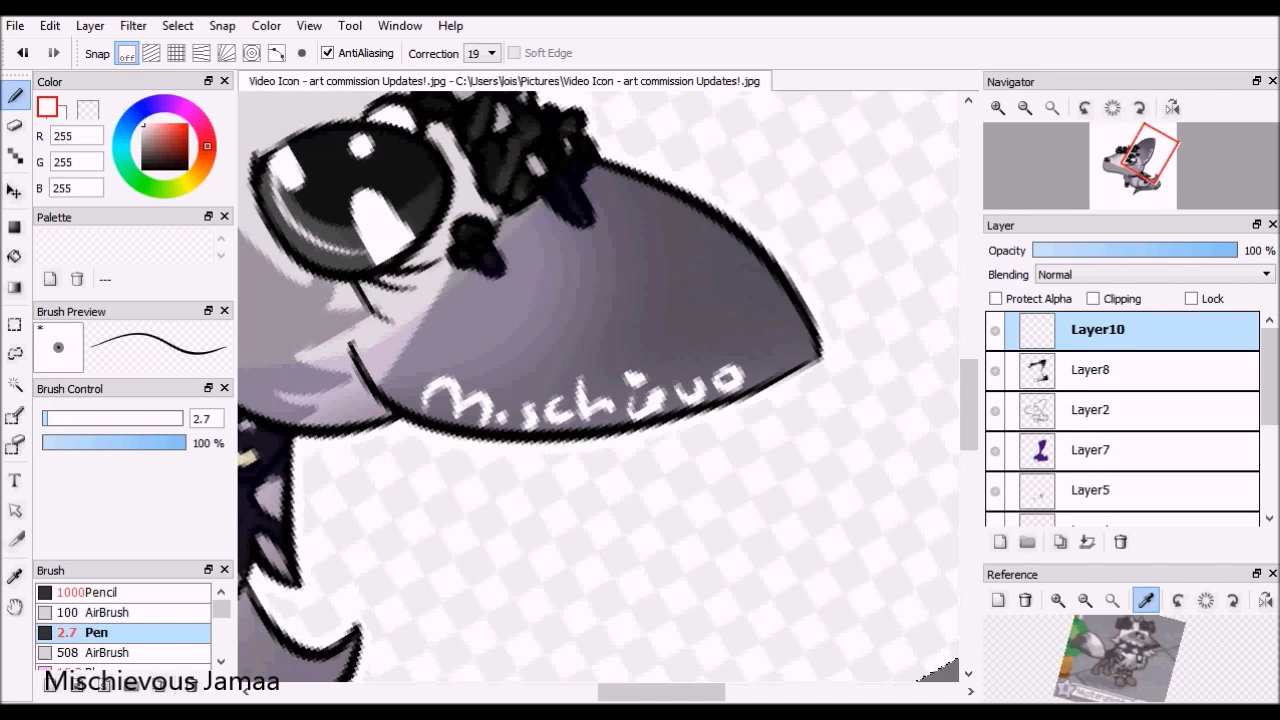 File Edit Layer Filter Select Snap Color View Tool Window Help
Snap off AntiAliasing Correction 19 Soft Edge
Color
Video Icon - art commission Updates!.jpg - C:\Users\lois\Pictures\Video Icon - art commission Updates!.jpg
Navigator
R 255
G 255
B 255
Palette
---
Layer
Opacity 100 %
Blending Normal
Protect Alpha Clipping Lock
Brush Preview
*
Layer10
Layer8
Brush Control
2.7
100 %
Mischievo
Layer2
Layer7
Layer5
Brush
1000 Pencil
100 AirBrush
2.7 Pen
508 AirBrush
Reference
Mischievous Jamaa